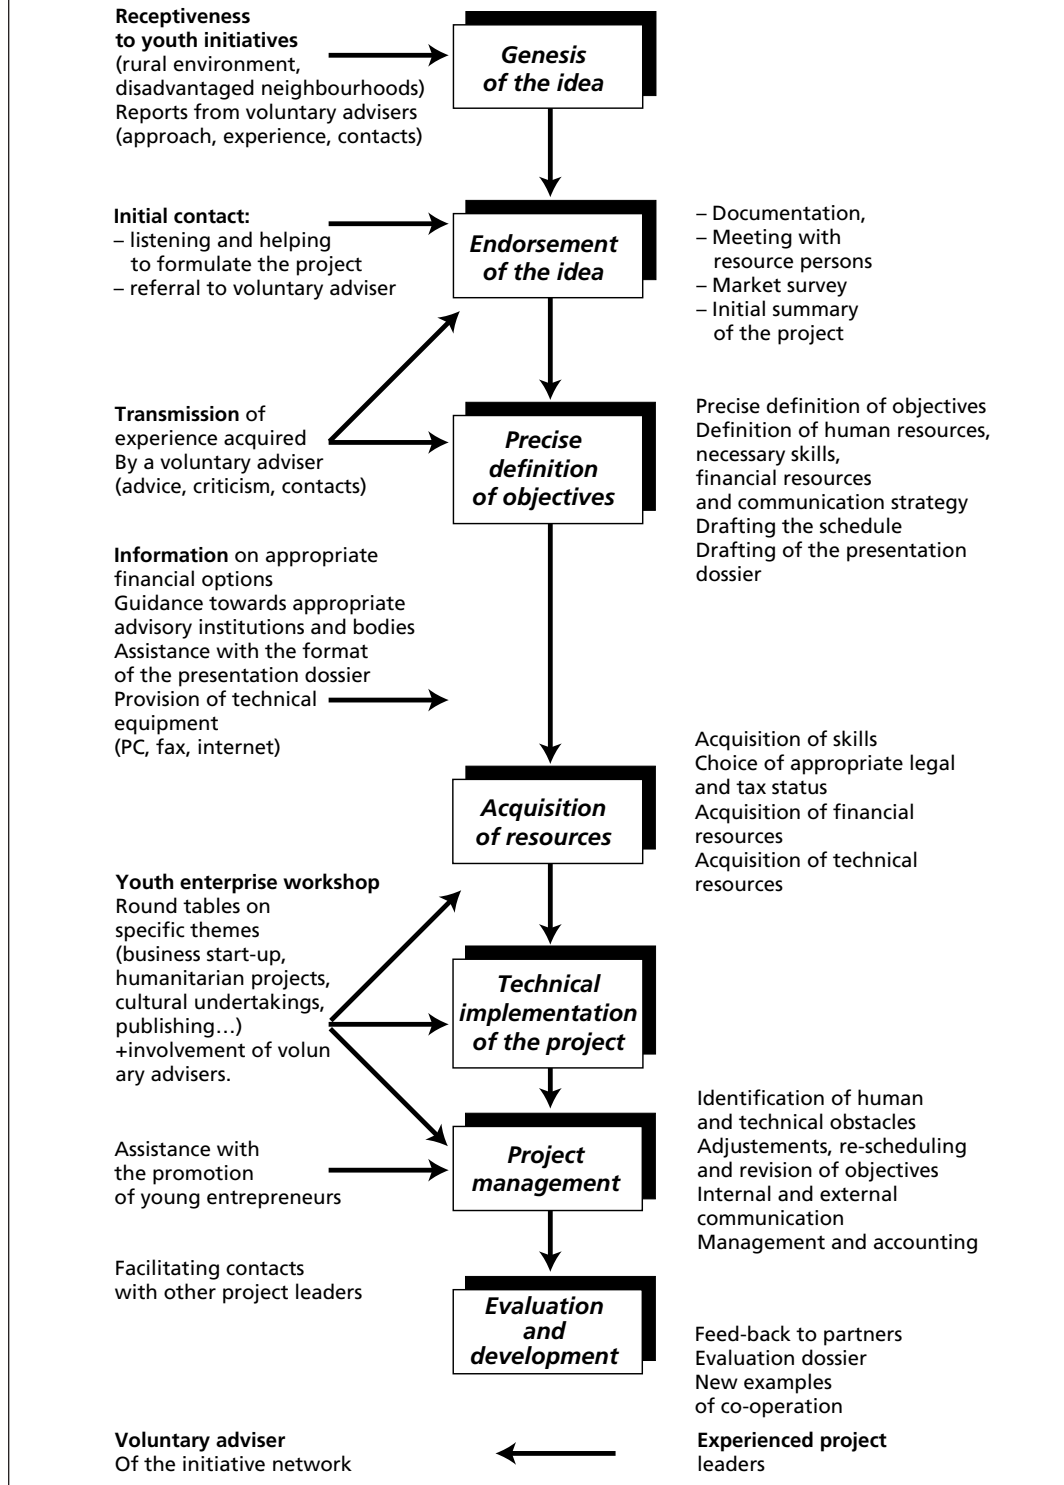 Receptiveness
to youth initiatives
(rural environment,
disadvantaged neighbourhoods)
Reports from voluntary advisers
(approach, experience, contacts)
Genesis
of the idea
Initial contact:
– listening and helping
to formulate the project
– referral to voluntary adviser
Endorsement
of the idea
– Documentation,
– Meeting with
resource persons
– Market survey
– Initial summary
of the project
Transmission of
experience acquired
By a voluntary adviser
(advice, criticism, contacts)
Precise
definition
of objectives
Precise definition of objectives
Definition of human resources,
necessary skills,
financial resources
and communication strategy
Drafting the schedule
Drafting of the presentation
dossier
Information on appropriate
financial options
Guidance towards appropriate
advisory institutions and bodies
Assistance with the format
of the presentation dossier
Provision of technical
equipment
(PC, fax, internet)
Acquisition
of resources
Acquisition of skills
Choice of appropriate legal
and tax status
Acquisition of financial
resources
Acquisition of technical
resources
Youth enterprise workshop
Round tables on
specific themes
(business start-up,
humanitarian projects,
cultural undertakings,
publishing…)
+involvement of volun
ary advisers.
Technical
implementation
of the project
Assistance with
the promotion
of young entrepreneurs
Project
management
Identification of human
and technical obstacles
Adjustements, re-scheduling
and revision of objectives
Internal and external
communication
Management and accounting
Facilitating contacts
with other project leaders
Evaluation
and
development
Feed-back to partners
Evaluation dossier
New examples
of co-operation
Voluntary adviser
Of the initiative network
Experienced project
leaders